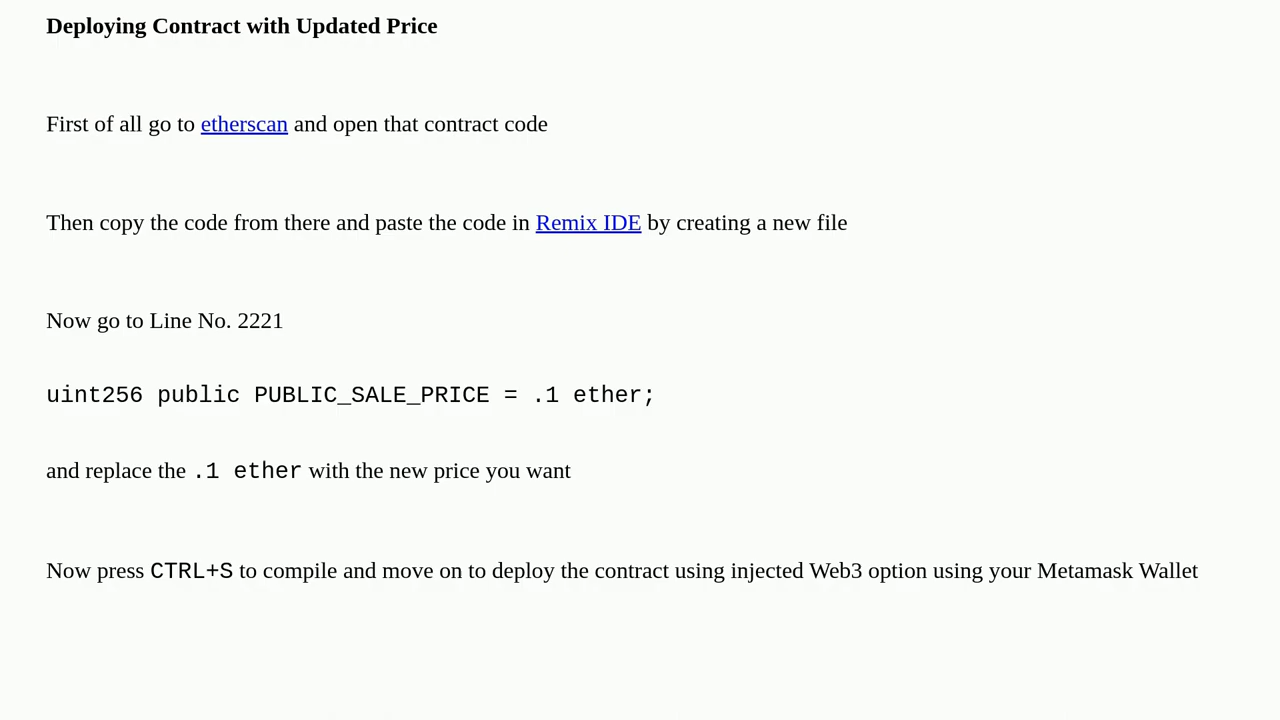 Deploying Contract with Updated Price
First of all go to etherscan and open that contract code
Then copy the code from there and paste the code in Remix IDE by creating a new file
Now go to Line No. 2221
uint256 public PUBLIC_SALE_PRICE = .1 ether;
and replace the .1 ether with the new price you want
Now press CTRL+S to compile and move on to deploy the contract using injected Web3 option using your Metamask Wallet